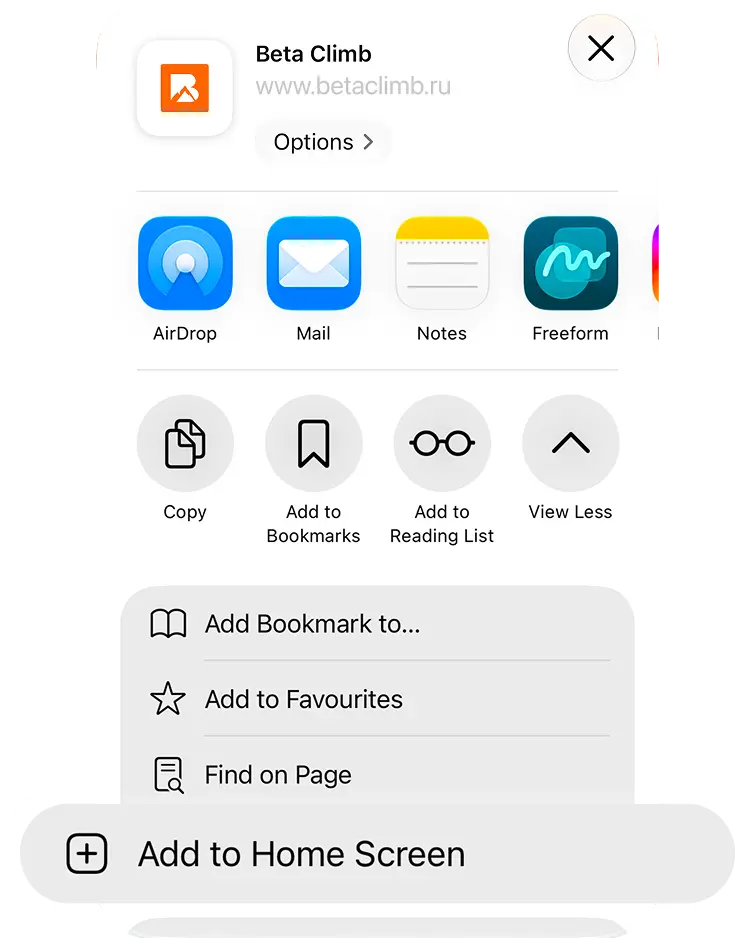 Beta Climb
www.betaclimb.ru
Options
AirDrop
Mail
Notes
Freeform
Copy
Add to
Bookmarks
Add to
Reading List
View Less
Add Bookmark to...
Add to Favourites
Find on Page
Add to Home Screen